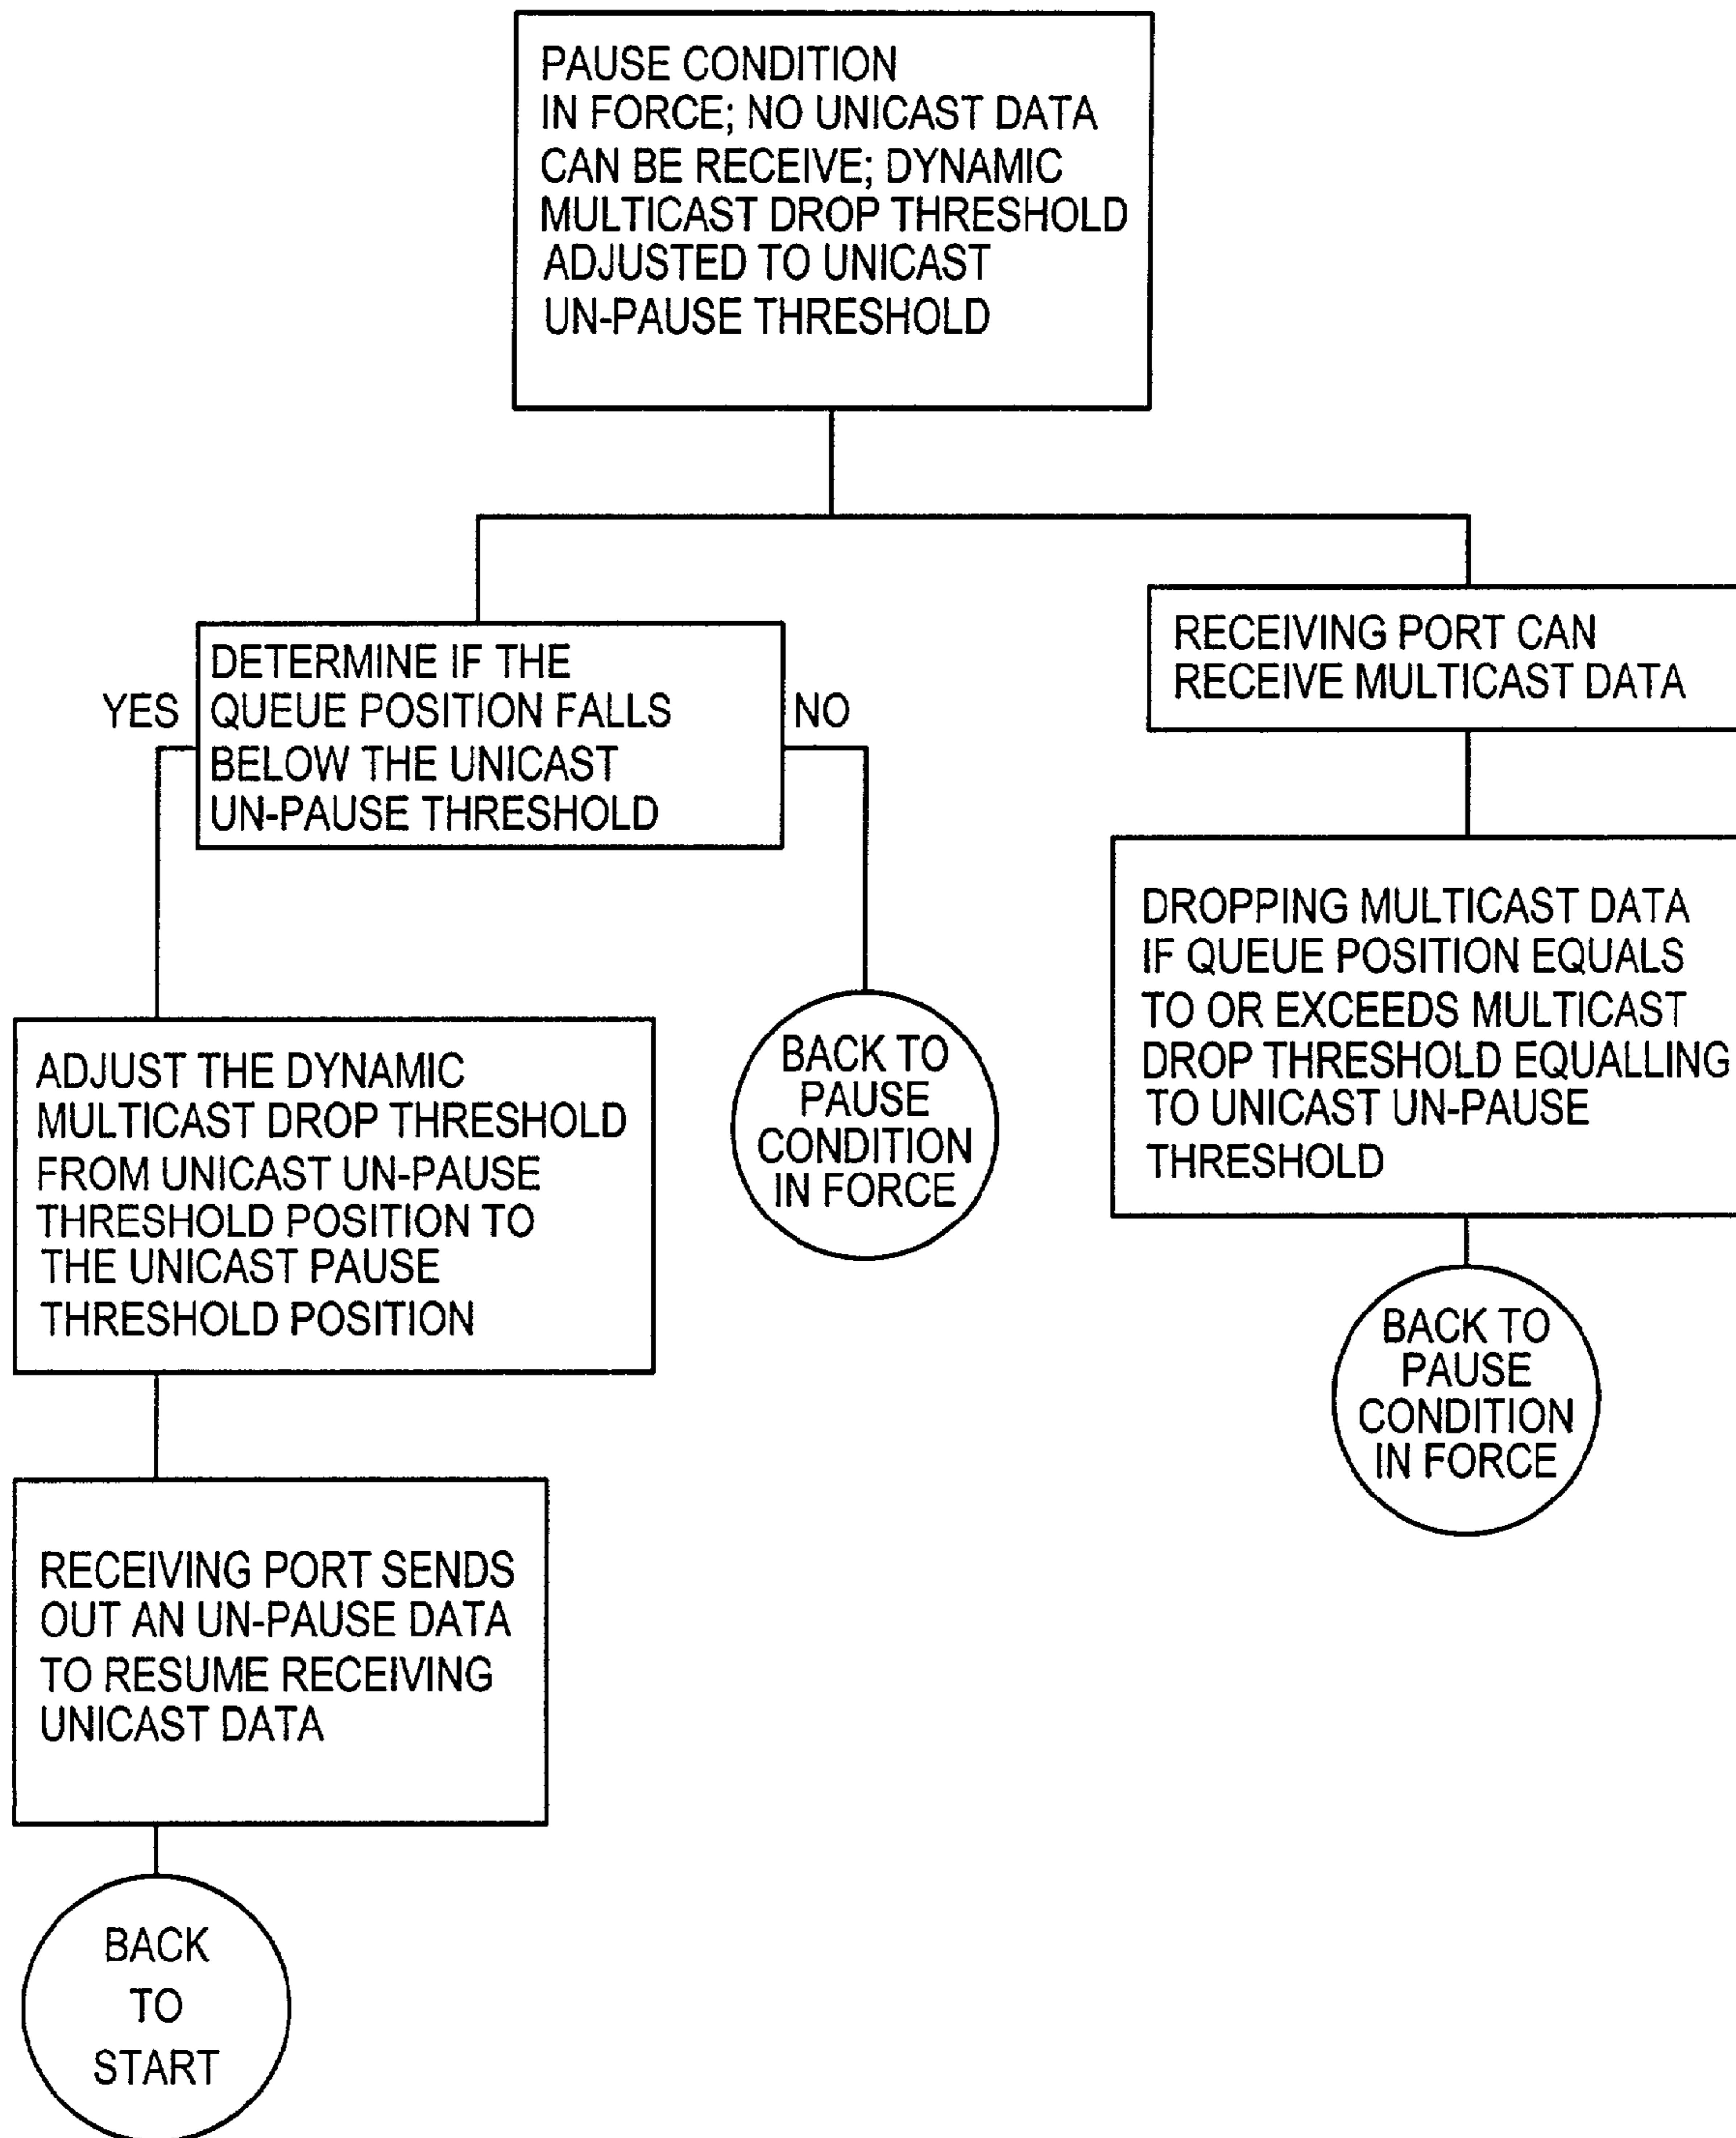 PAUSE CONDITION
IN FORCE; NO UNICAST DATA
CAN BE RECEIVE; DYNAMIC
MULTICAST DROP THRESHOLD
ADJUSTED TO UNICAST
UN-PAUSE THRESHOLD
YES
DETERMINE IF THE
QUEUE POSITION FALLS
BELOW THE UNICAST
UN-PAUSE THRESHOLD
NO
RECEIVING PORT CAN
RECEIVE MULTICAST DATA
ADJUST THE DYNAMIC
MULTICAST DROP THRESHOLD
FROM UNICAST UN-PAUSE
THRESHOLD POSITION TO
THE UNICAST PAUSE
THRESHOLD POSITION
BACK TO
PAUSE
CONDITION
IN FORCE
DROPPING MULTICAST DATA
IF QUEUE POSITION EQUALS
TO OR EXCEEDS MULTICAST
DROP THRESHOLD EQUALLING
TO UNICAST UN-PAUSE
THRESHOLD
BACK TO
PAUSE
CONDITION
IN FORCE
RECEIVING PORT SENDS
OUT AN UN-PAUSE DATA
TO RESUME RECEIVING
UNICAST DATA
BACK
TO
START